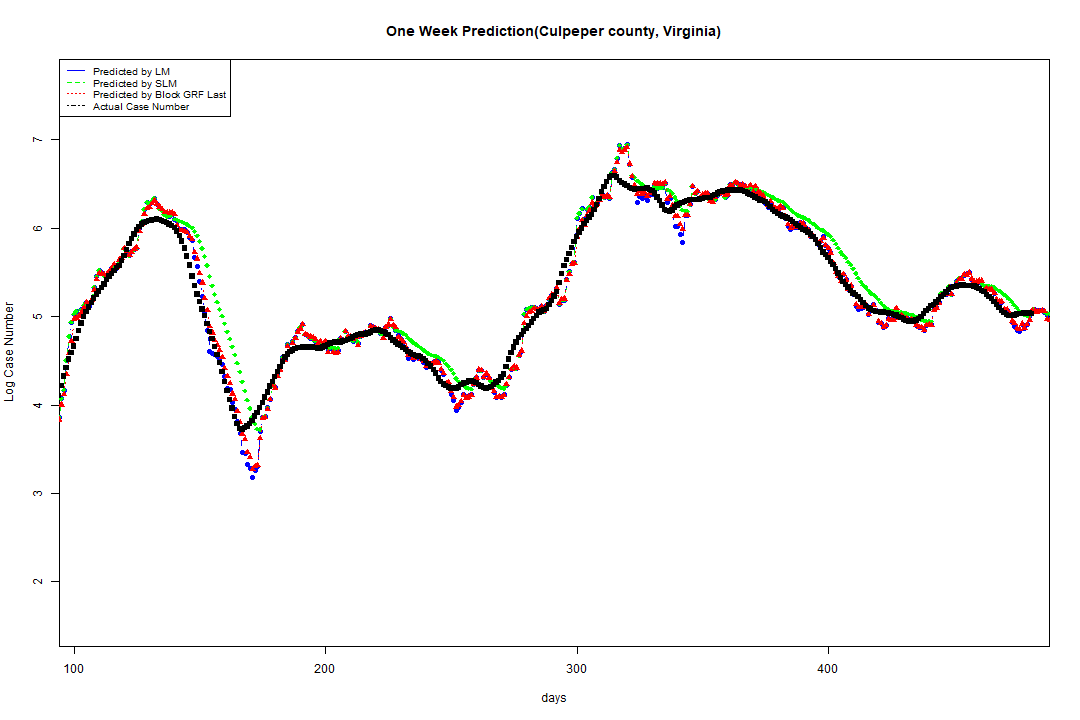 One Week Prediction(Culpeper county, Virginia)
Predicted by LM
Predicted by SLM
Predicted by Block GRF Last
Actual Case Number
7
6
5
4
3
2
Log Case Number
100 200 300 400
days